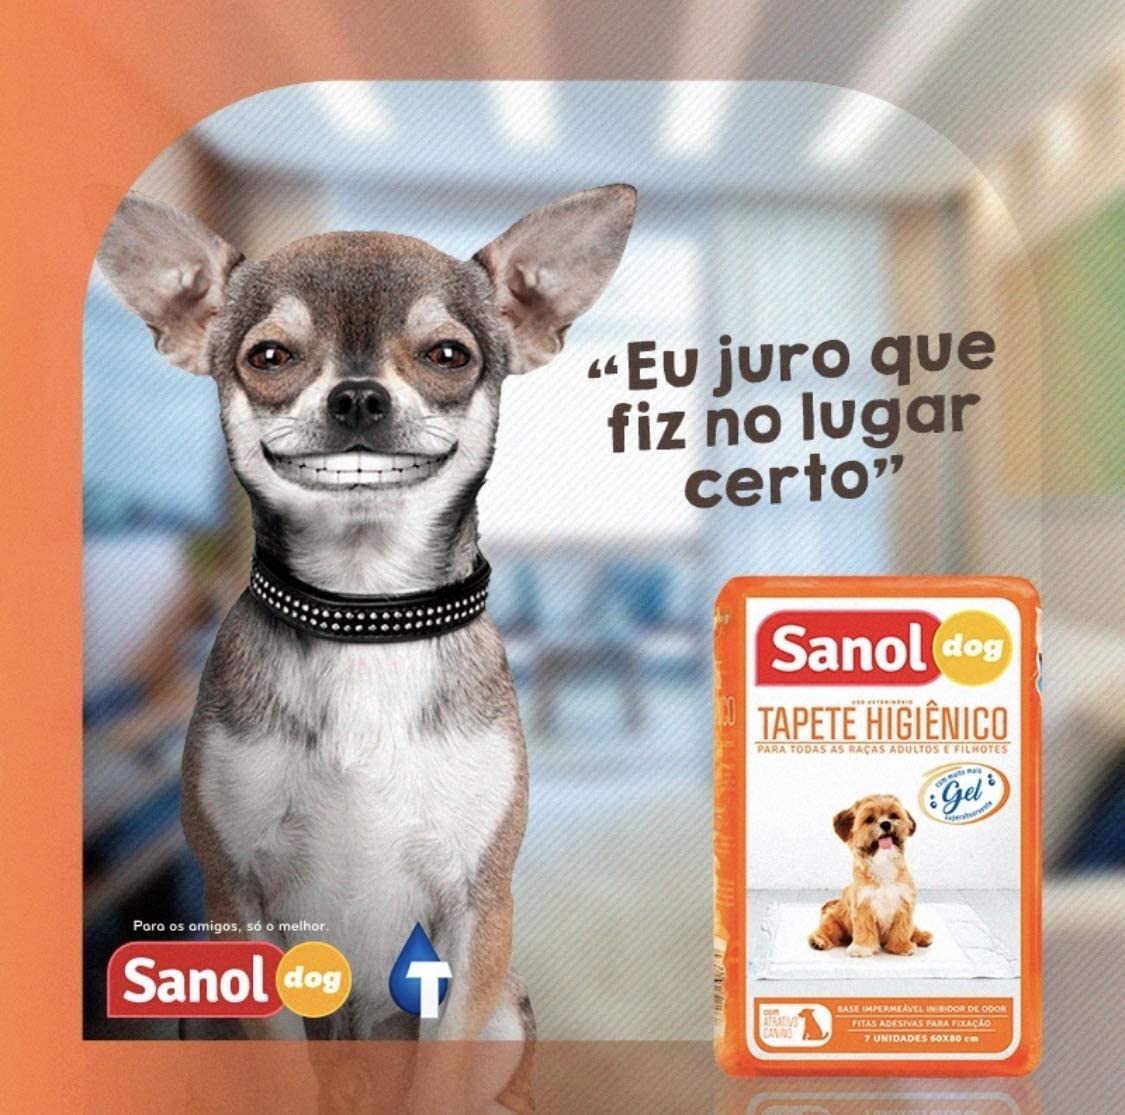 “Eu juro que
fiz no lugar
certo”
Sanol dog
USO VETERINÁRIO
TAPETE HIGIÊNICO
PARA TODAS AS RAÇAS ADULTOS E FILHOTES
com muito mais
Gel
superabsorvente
com
ATRATIVO
CANINO
BASE IMPERMEÁVEL INIBIDOR DE ODOR
FITAS ADESIVAS PARA FIXAÇÃO
7 UNIDADES 60X80 cm
Para os amigos, só o melhor.
Sanol dog
T